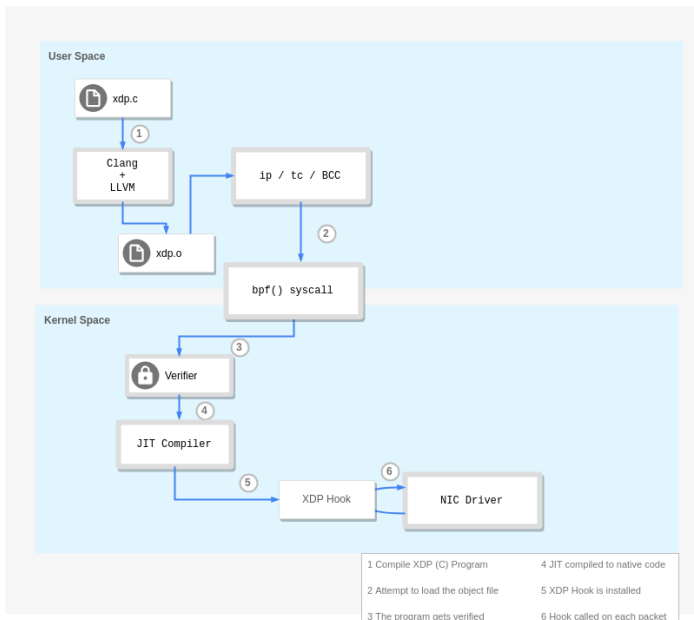 User Space
xdp.c
1
Clang
+
LLVM
ip / tc / BCC
2
xdp.o
bpf() syscall
Kernel Space
3
Verifier
4
JIT Compiler
5
XDP Hook
6
NIC Driver
1 Compile XDP (C) Program
2 Attempt to load the object file
3 The program gets verified
4 JIT compiled to native code
5 XDP Hook is installed
6 Hook called on each packet